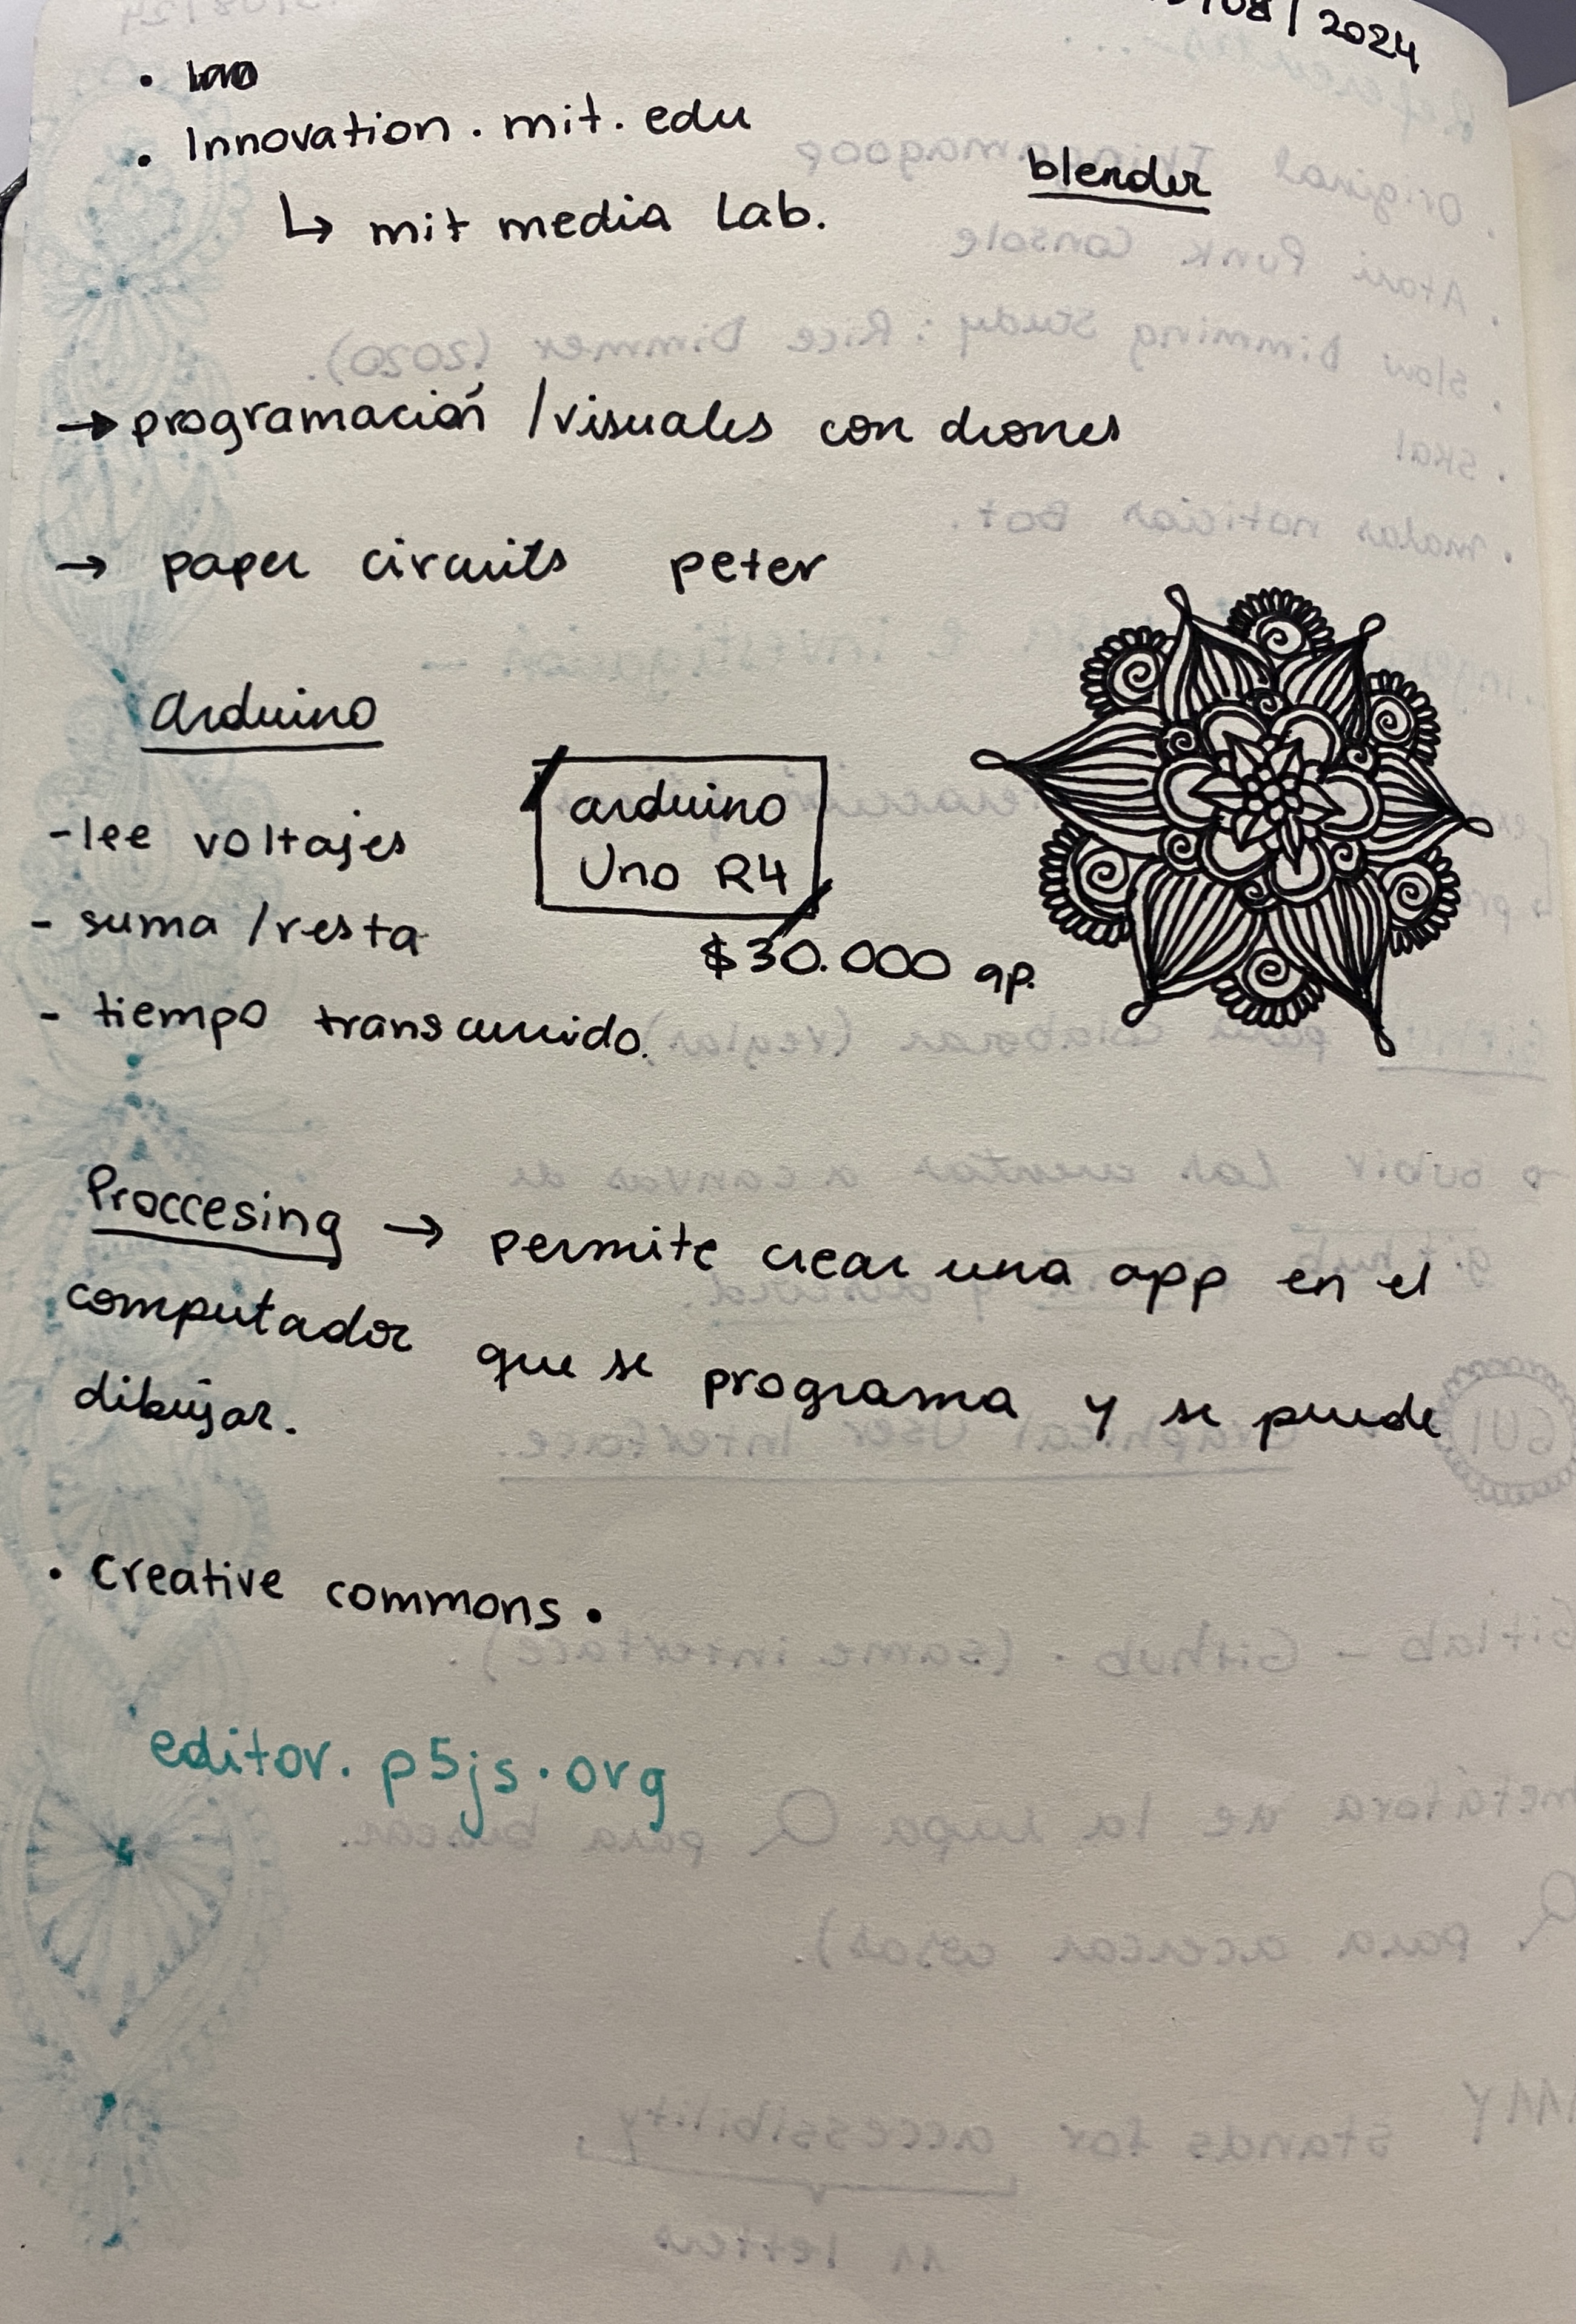 /08/2024
• Innovation.mit.edu
↳ mit media Lab.
blender
→ programación /visuales con drones
→ paper circuits peter
arduino
- lee voltajes
- suma /resta
- tiempo transcurrido.
arduino
Uno R4
$30.000 ap.
Proccesing → permite crear una app en el
computador que se programa y se puede
dibujar.
• Creative commons •
editor.p5js.org